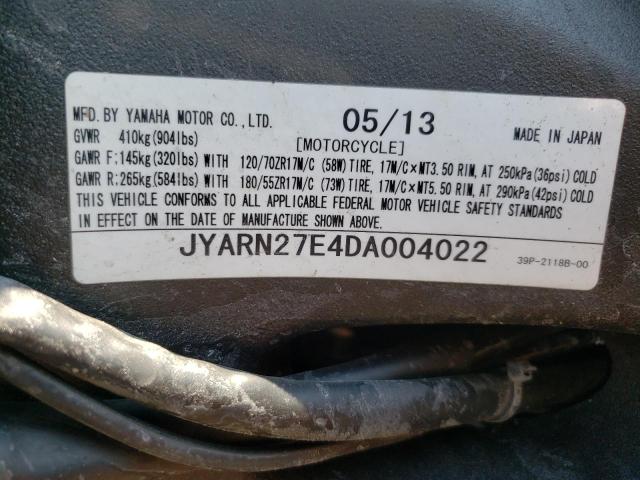 MFD. BY YAMAHA MOTOR CO.,LTD. 05/13 MADE IN JAPAN
GVWR 410kg(904lbs) [MOTORCYCLE]
GAWR F:145kg(320lbs) WITH 120/70ZR17M/C (58W) TIRE, 17M/C×MT3.50 RIM, AT 250kPa(36psi) COLD
GAWR R:265kg(584lbs) WITH 180/55ZR17M/C (73W) TIRE, 17M/C×MT5.50 RIM, AT 290kPa(42psi) COLD
THIS VEHICLE CONFORMS TO ALL APPLICABLE FEDERAL MOTOR VEHICLE SAFETY STANDARDS
IN EFFECT ON THE DATE OF MANUFACTURE SHOWN ABOVE.
JYARN27E4DA004022 39P-2118B-00